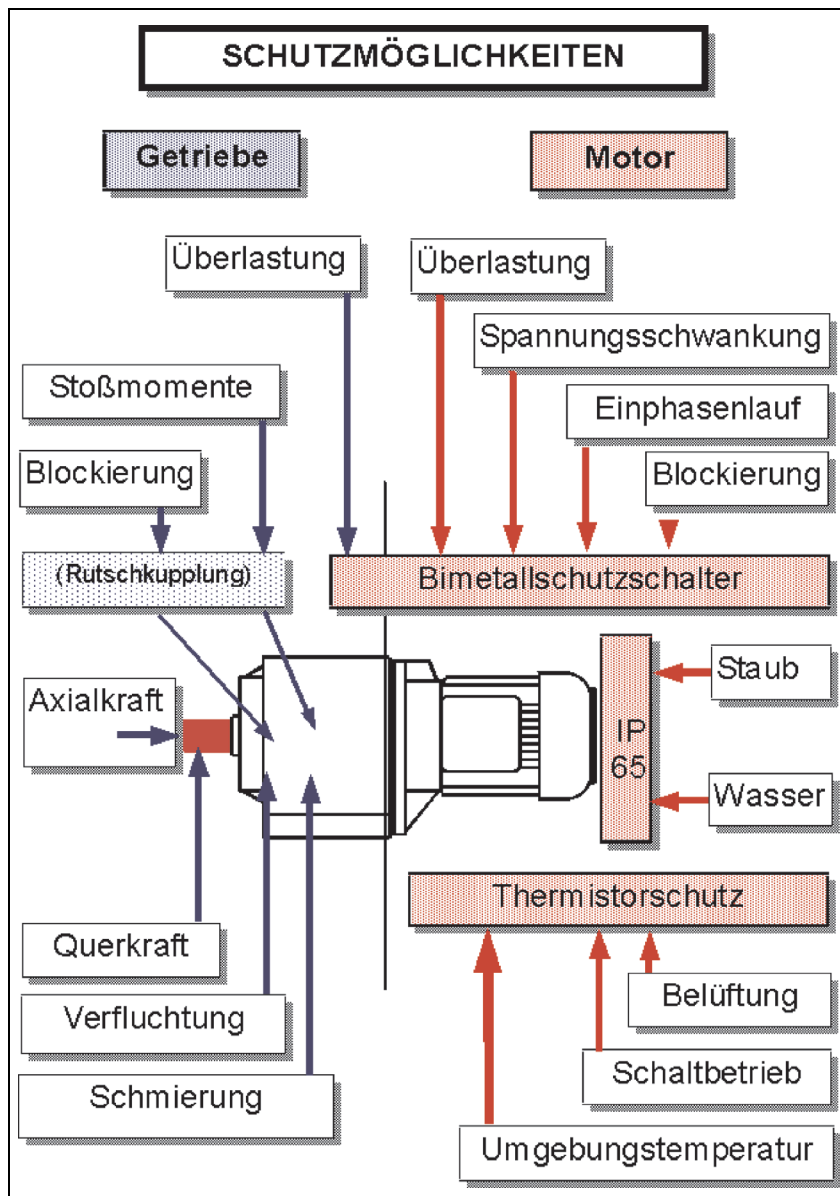 SCHUTZMÖGLICHKEITEN
Getriebe
Motor
Überlastung
Überlastung
Spannungsschwankung
Stoßmomente
Einphasenlauf
Blockierung
Blockierung
(Rutschkupplung)
Bimetallschutzschalter
Axialkraft
Staub
IP
65
Wasser
Thermistorschutz
Querkraft
Belüftung
Verfluchtung
Schaltbetrieb
Schmierung
Umgebungstemperatur